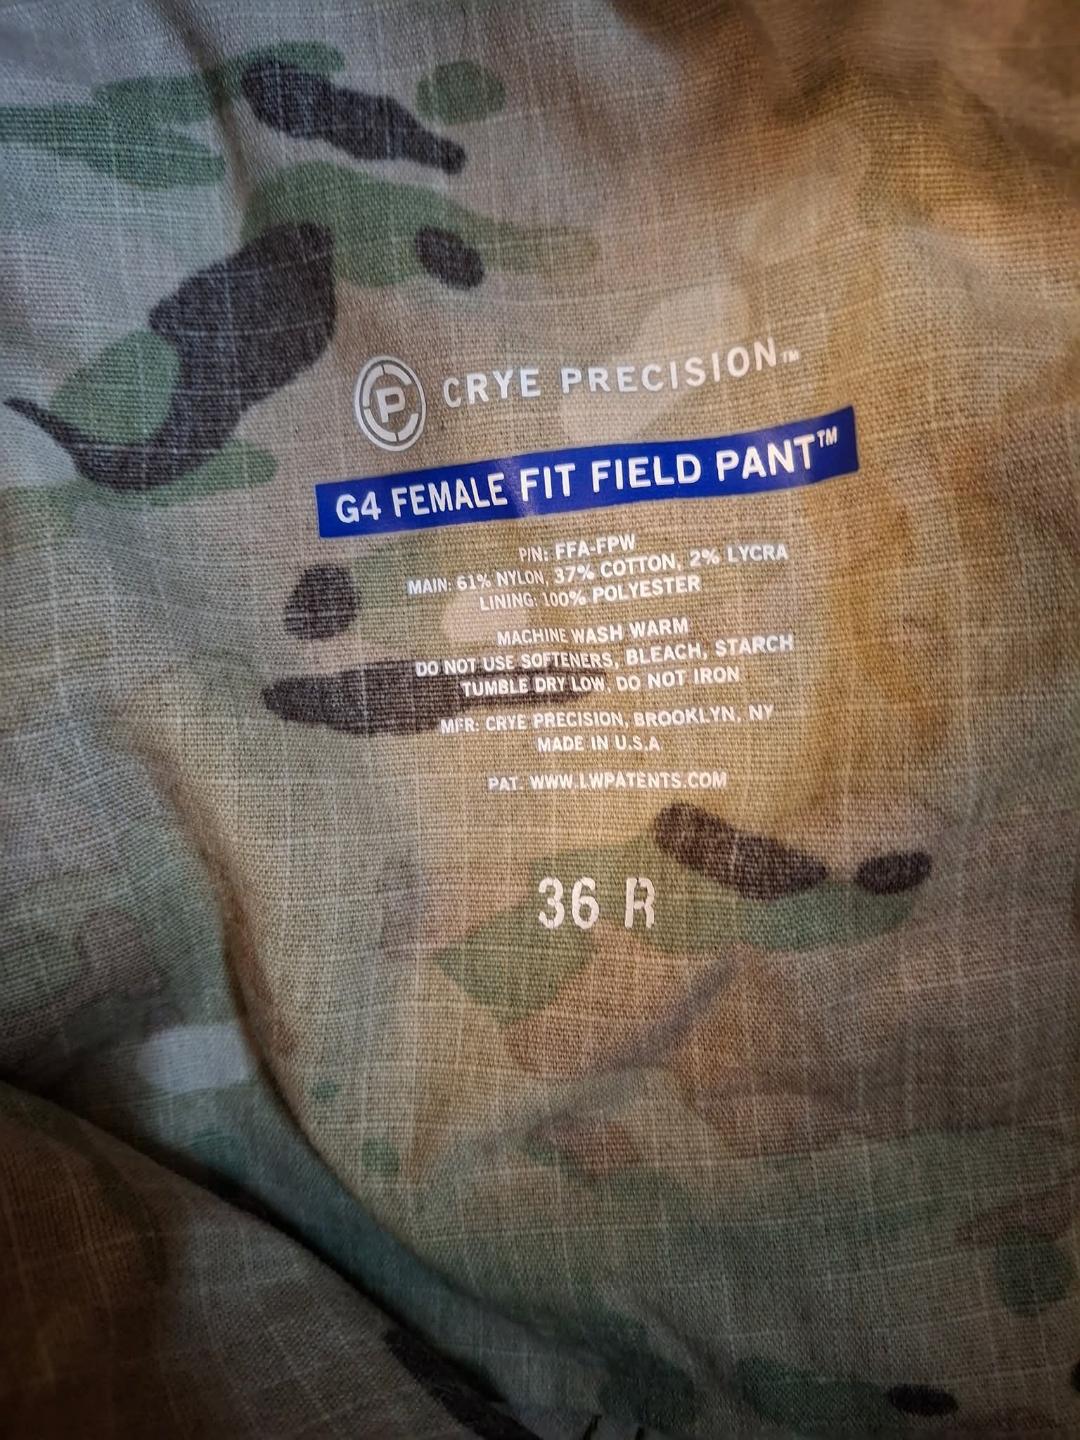 CP CRYE PRECISION™
G4 FEMALE FIT FIELD PANT™
P/N: FFA-FPW
MAIN: 61% NYLON, 37% COTTON, 2% LYCRA
LINING: 100% POLYESTER
MACHINE WASH WARM
DO NOT USE SOFTENERS, BLEACH, STARCH
TUMBLE DRY LOW, DO NOT IRON
MFR: CRYE PRECISION, BROOKLYN, NY
MADE IN U.S.A
PAT. WWW.LWPATENTS.COM
36 R